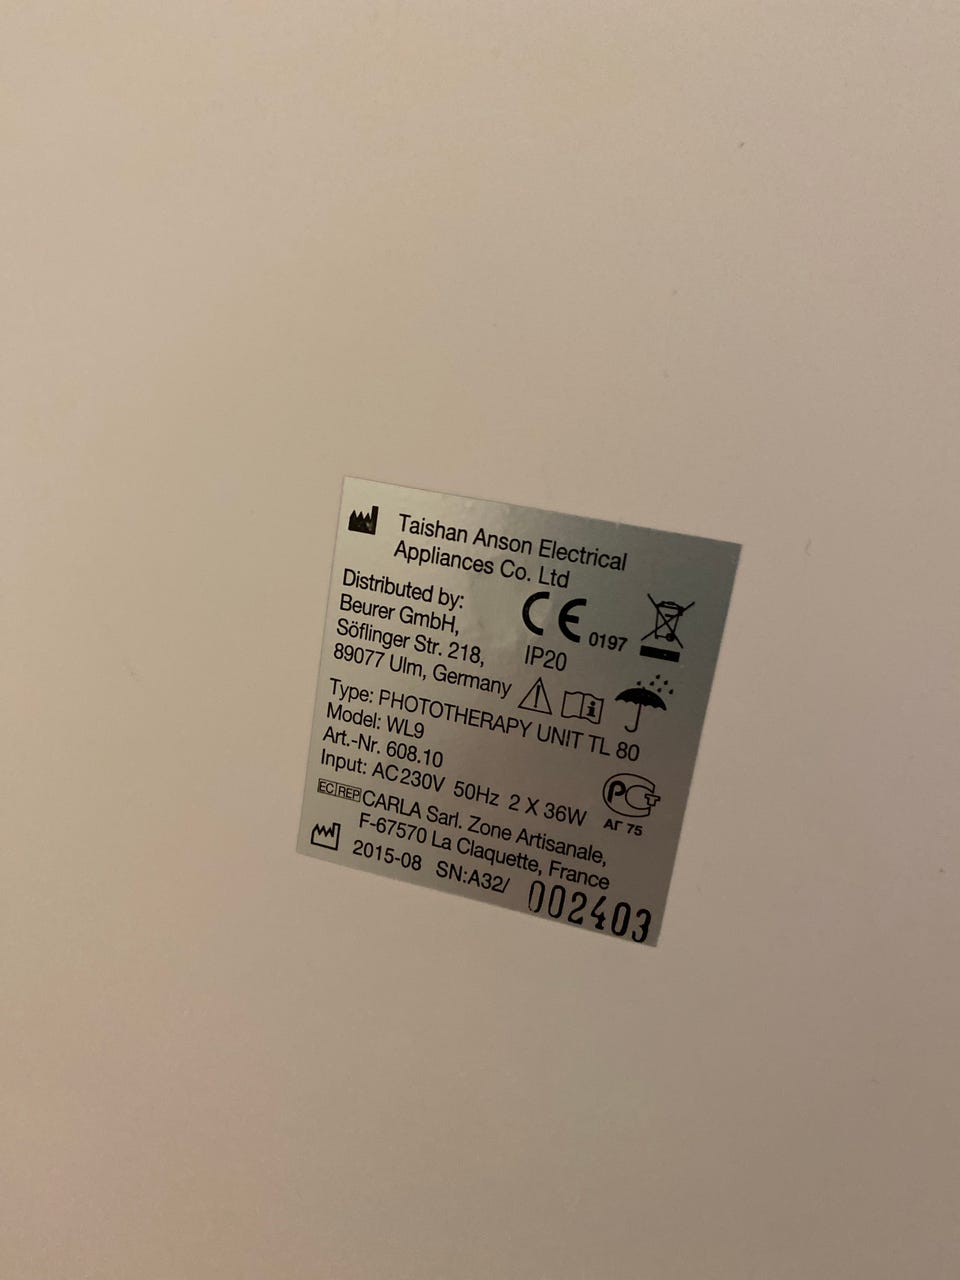 Taishan Anson Electrical
Appliances Co. Ltd
Distributed by:
Beurer GmbH,
Söflinger Str. 218,
89077 Ulm, Germany
CE 0197
IP20
Type: PHOTOTHERAPY UNIT TL 80
Model: WL9
Art.-Nr. 608.10
Input: AC230V 50Hz 2 X 36W
РСТ
АГ 75
EC REP CARLA Sarl. Zone Artisanale,
F-67570 La Claquette, France
2015-08 SN:A32/ 002403